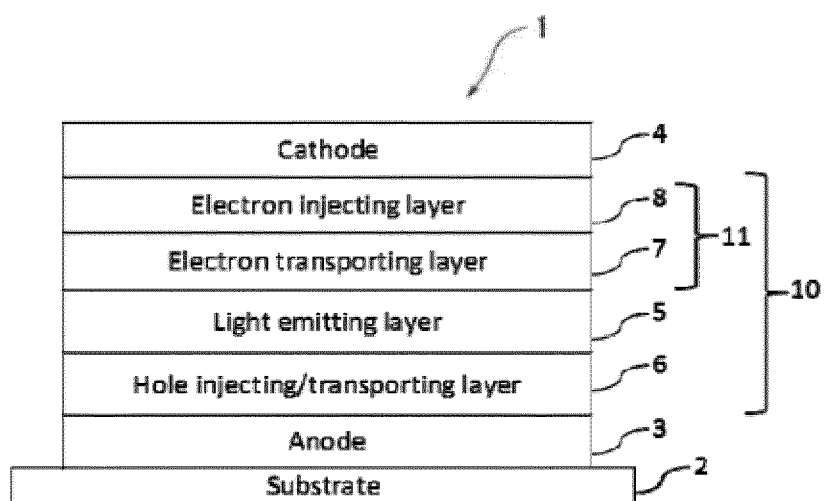 1
Cathode 4
Electron injecting layer 8
11
Electron transporting layer 7
10
Light emitting layer 5
Hole injecting/transporting layer 6
Anode 3
Substrate 2